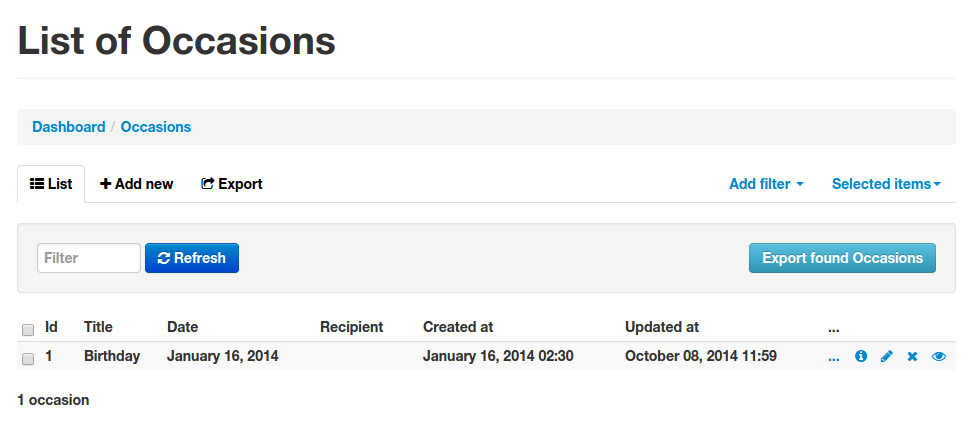 List of Occasions
Dashboard / Occasions
List Add new Export Add filter Selected items
Filter Refresh Export found Occasions
Id Title Date Recipient Created at Updated at ...
1 Birthday January 16, 2014 January 16, 2014 02:30 October 08, 2014 11:59 ...
1 occasion